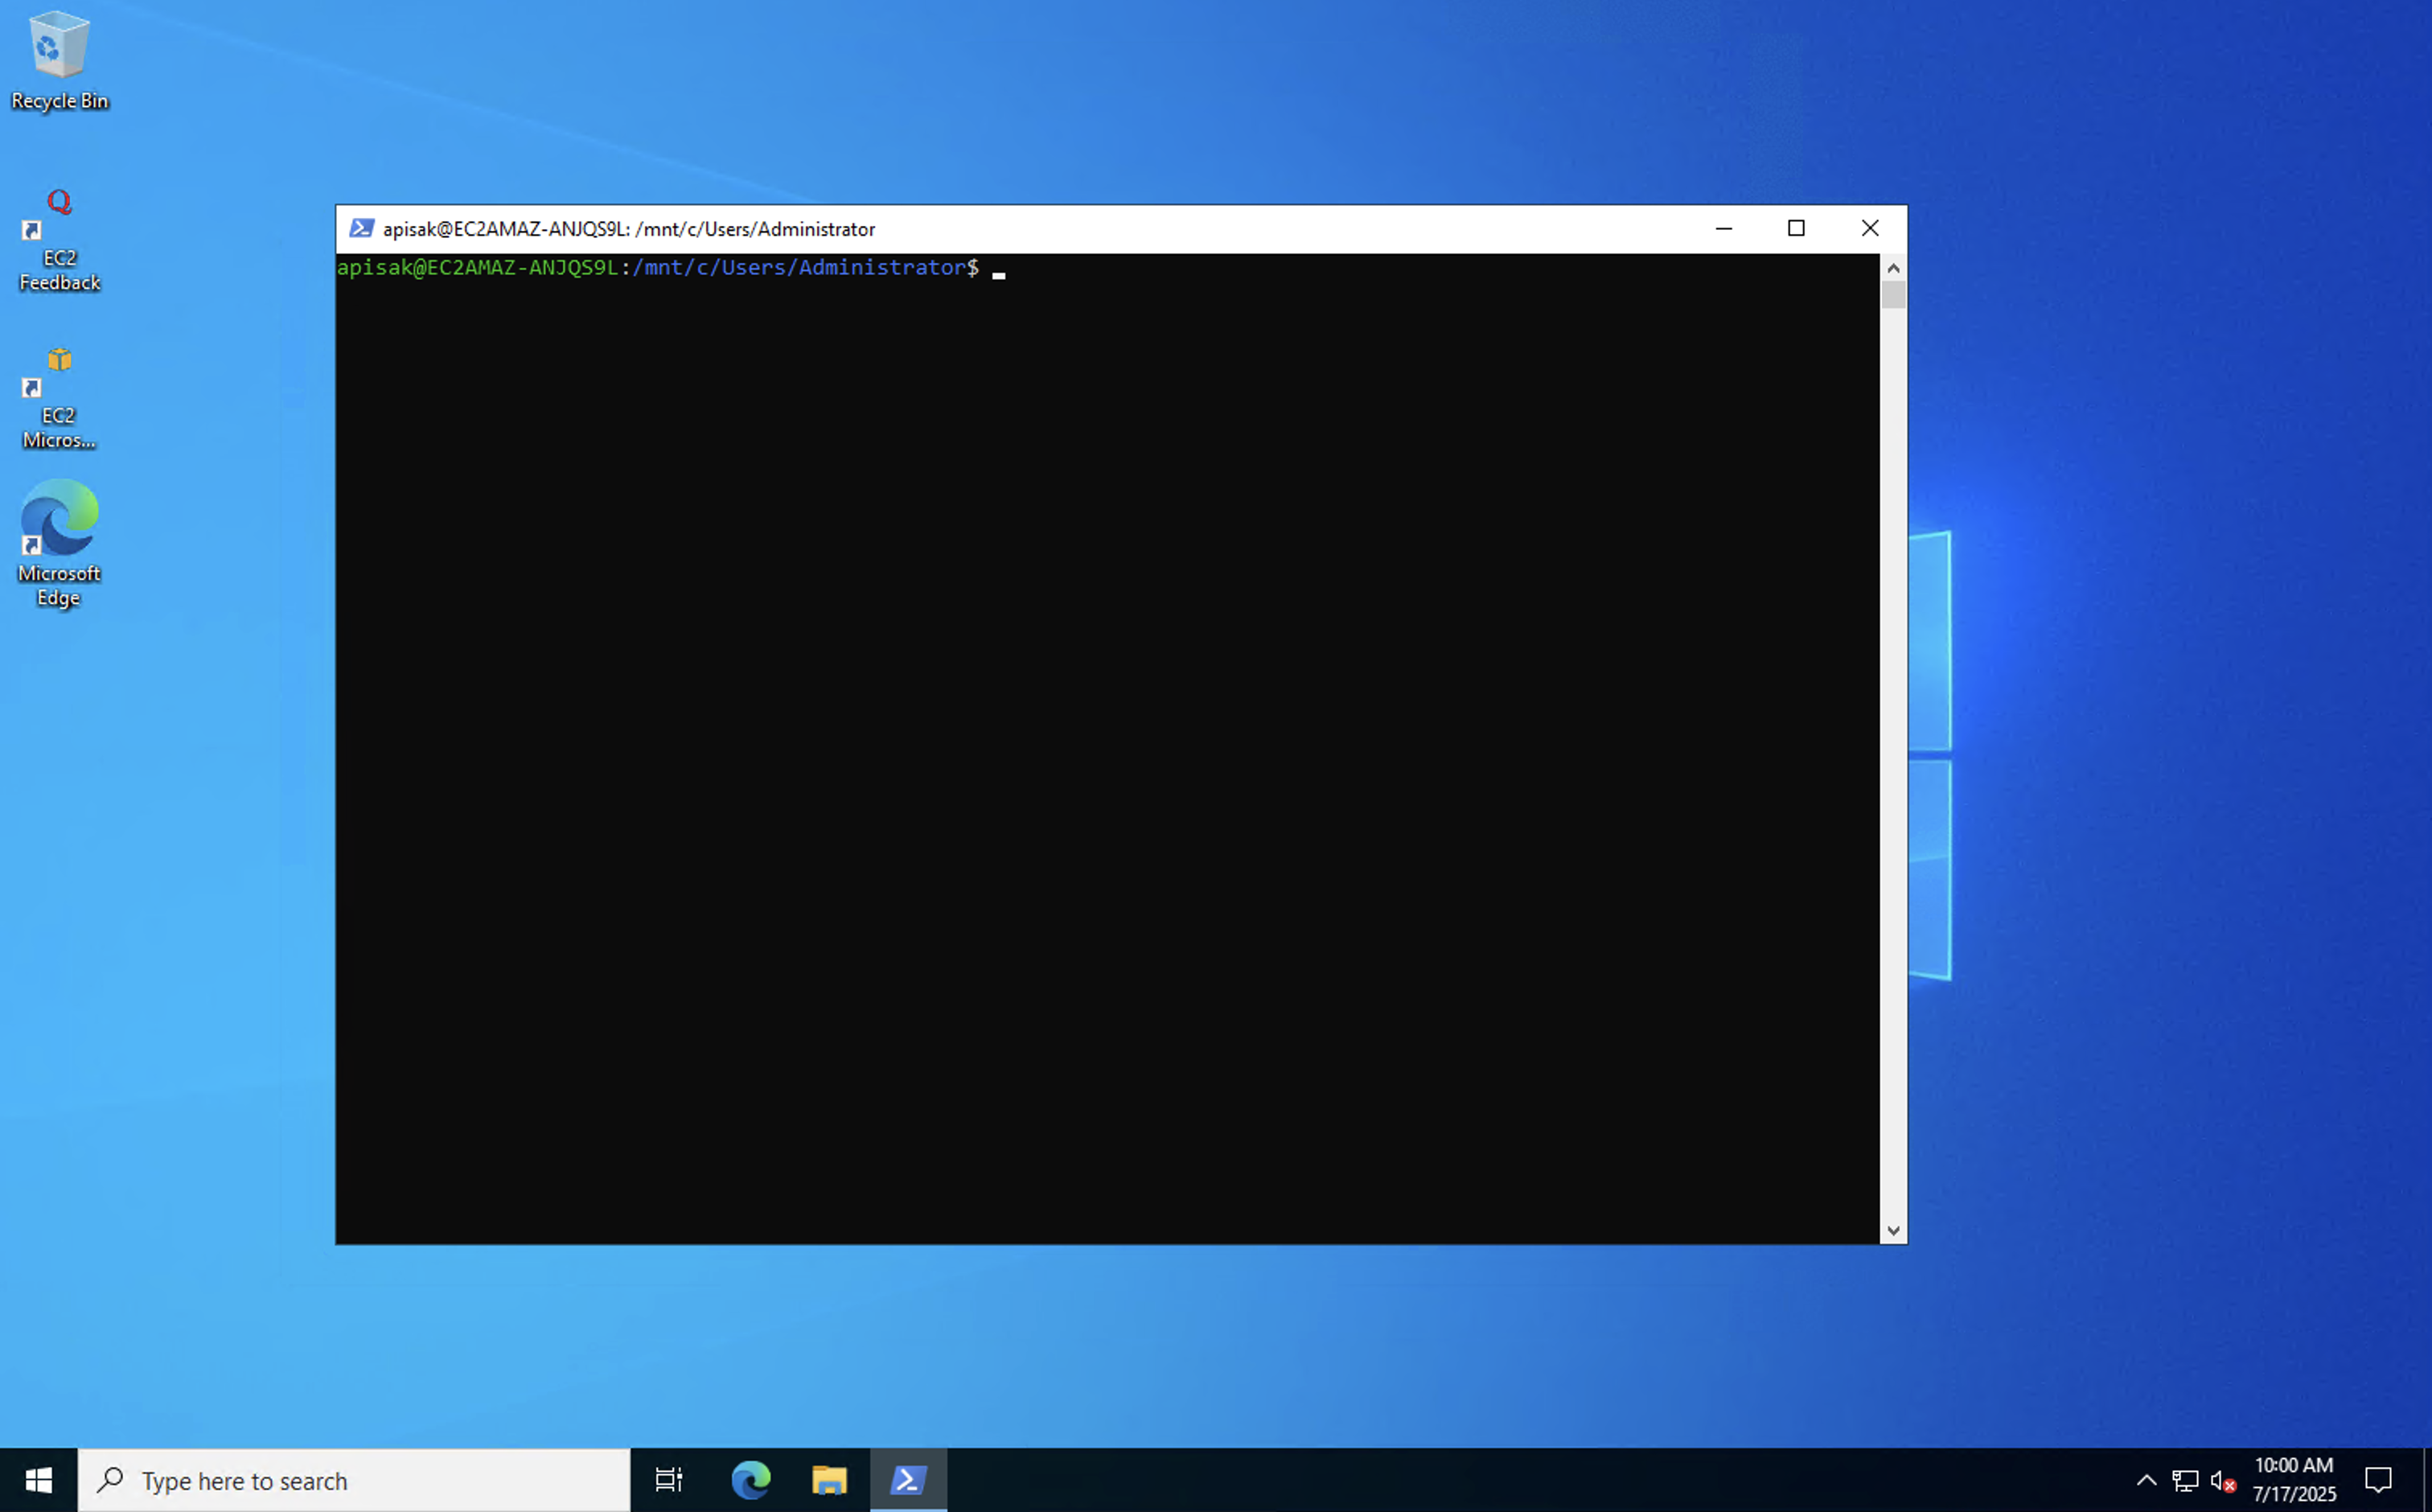 Recycle Bin
EC2
Feedback
EC2
Micros...
Microsoft
Edge
apisak@EC2AMAZ-ANJQS9L: /mnt/c/Users/Administrator
apisak@EC2AMAZ-ANJQS9L:/mnt/c/Users/Administrator$
Type here to search
10:00 AM
7/17/2025